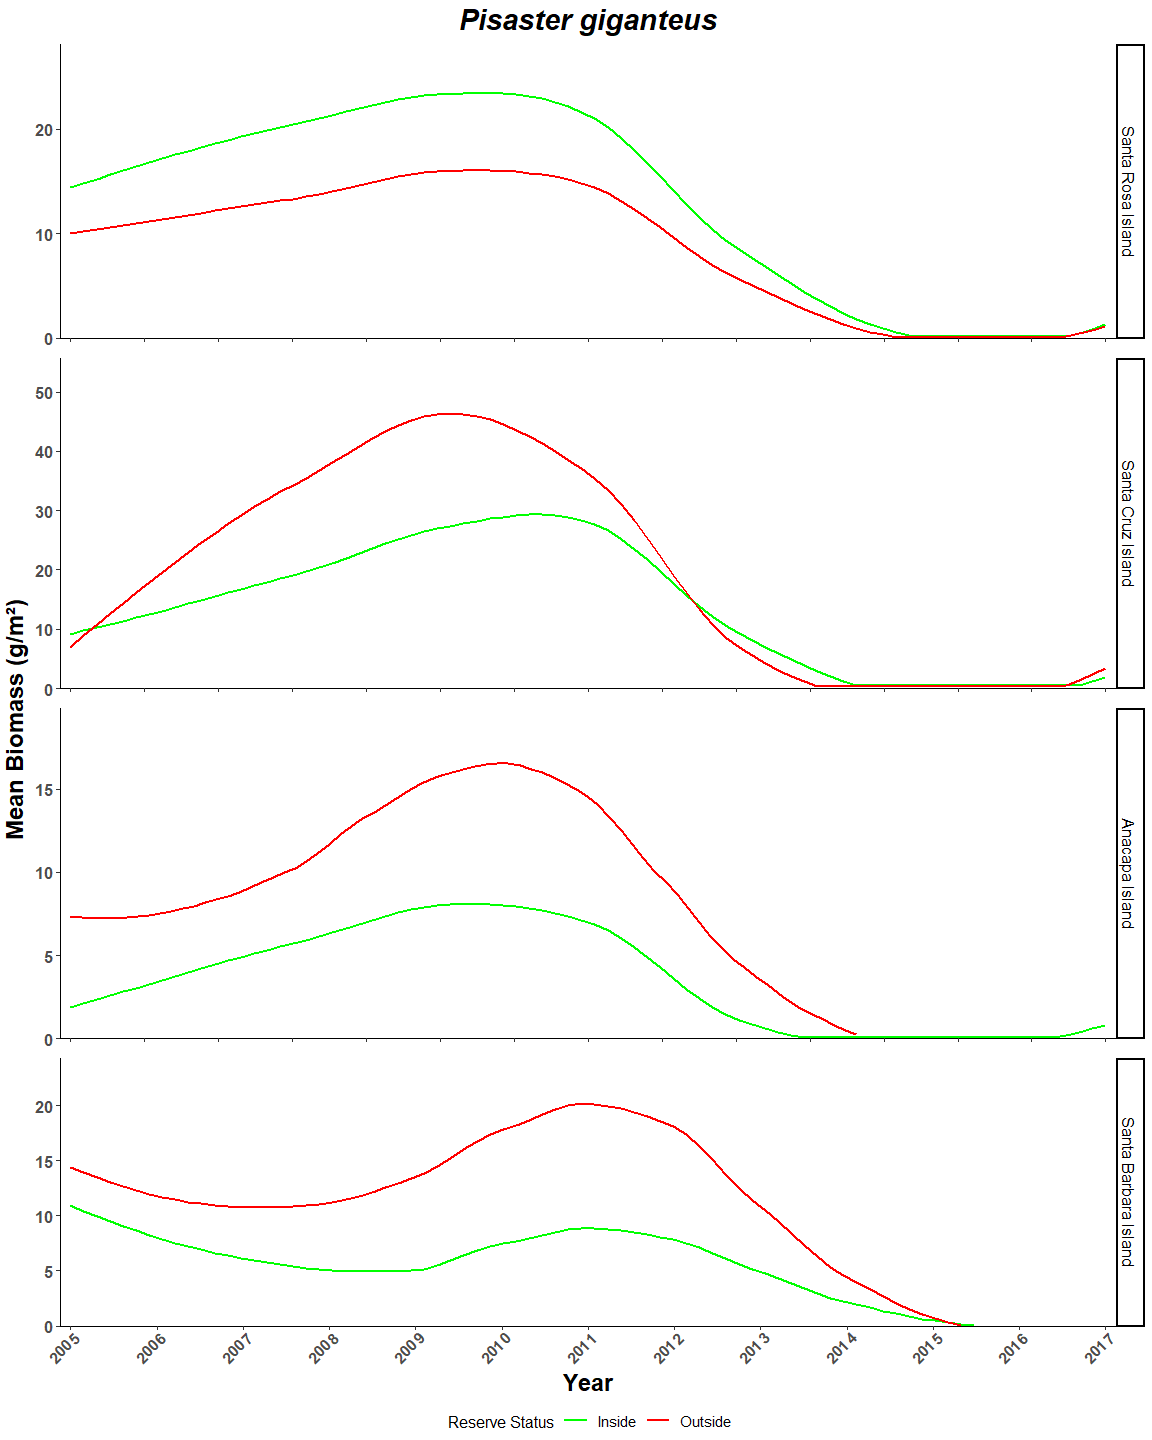 Pisaster giganteus
Mean Biomass (g/m²)
20
10
0
Santa Rosa Island
50
40
30
20
10
0
Santa Cruz Island
15
10
5
0
Anacapa Island
20
15
10
5
0
Santa Barbara Island
2005 2006 2007 2008 2009 2010 2011 2012 2013 2014 2015 2016 2017
Year
Reserve Status Inside Outside